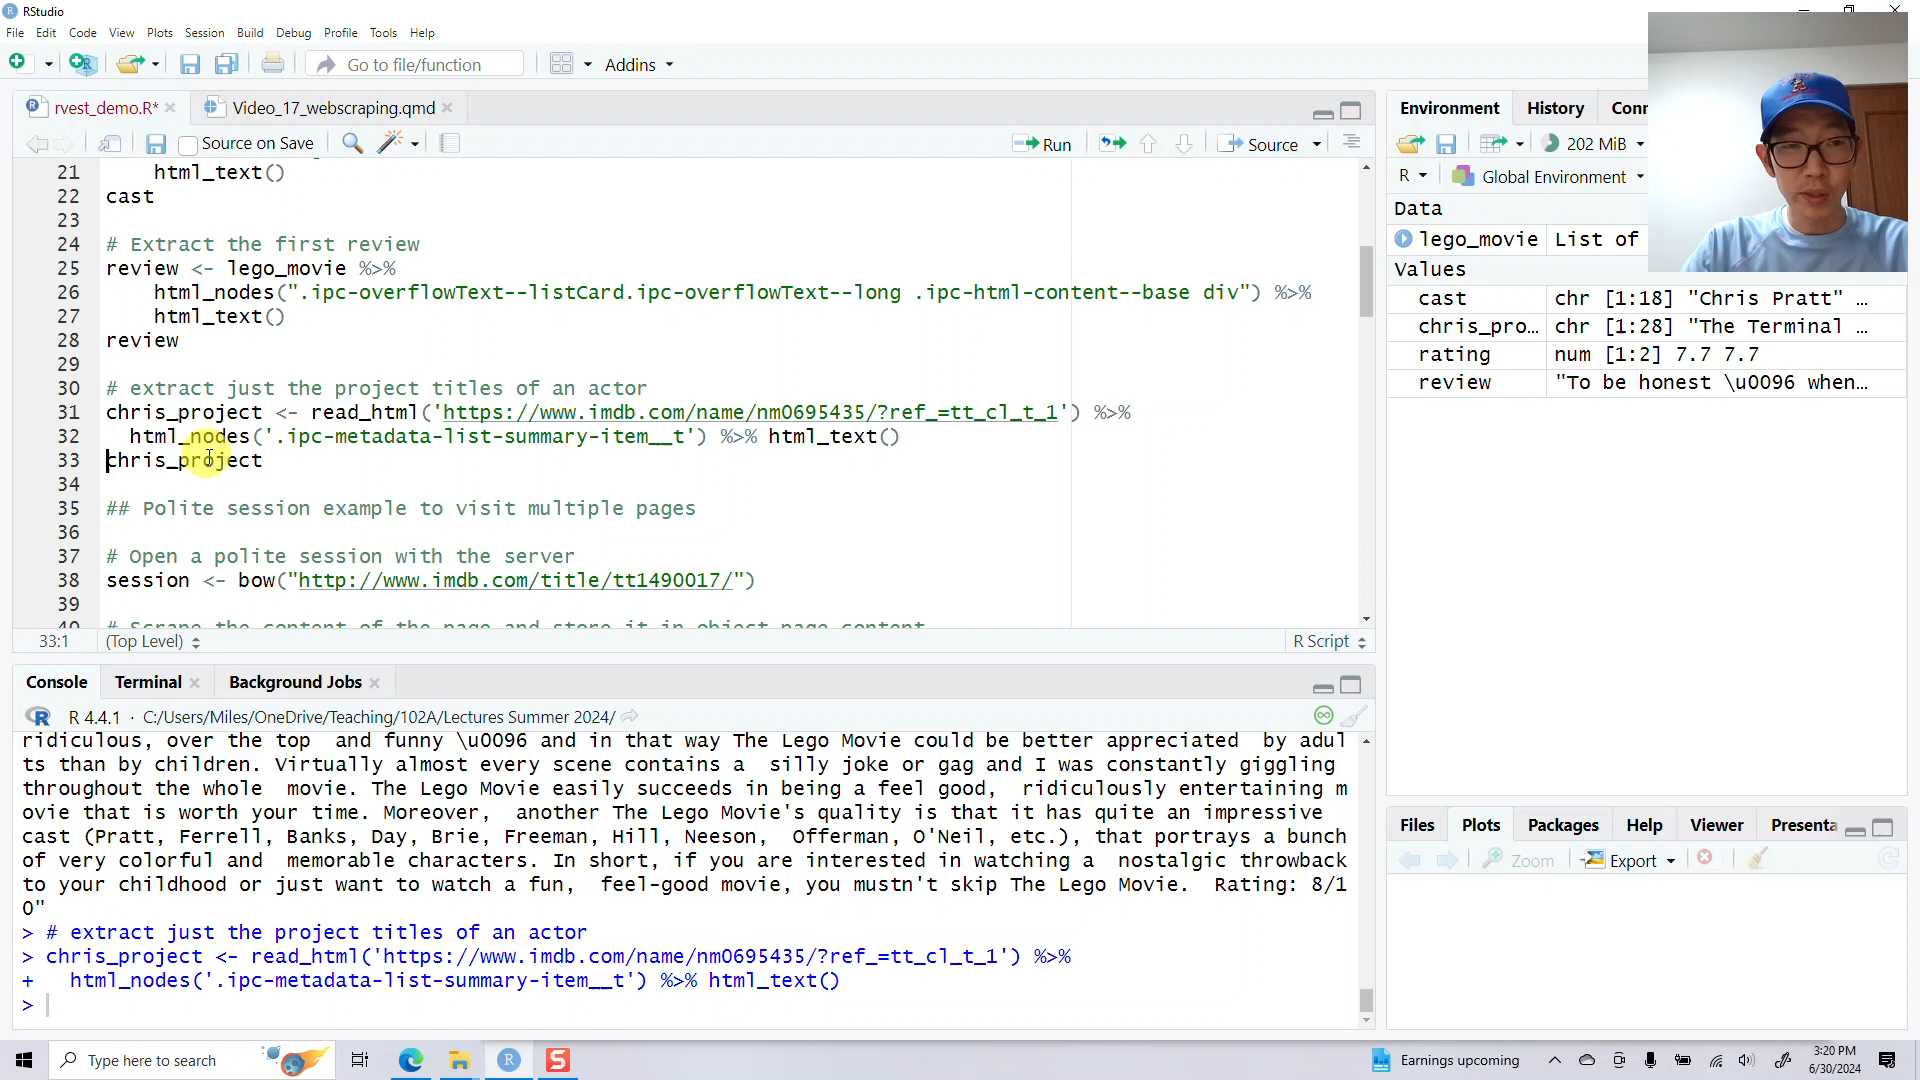 RStudio
File Edit Code View Plots Session Build Debug Profile Tools Help
Go to file/function Addins
rvest_demo.R* Video_17_webscraping.qmd
Source on Save Run Source
21 html_text()
22 cast
23
24 # Extract the first review
25 review <- lego_movie %>%
26 html_nodes(".ipc-overflowText--listCard.ipc-overflowText--long .ipc-html-content--base div") %>%
27 html_text()
28 review
29
30 # extract just the project titles of an actor
31 chris_project <- read_html('https://www.imdb.com/name/nm0695435/?ref_=tt_cl_t_1') %>%
32 html_nodes('.ipc-metadata-list-summary-item__t') %>% html_text()
33 chris_project
34
35 ## Polite session example to visit multiple pages
36
37 # Open a polite session with the server
38 session <- bow("http://www.imdb.com/title/tt1490017/")
39
40 # Scrape the content of the page and store it in object page_content
33:1 (Top Level) R Script
Console Terminal Background Jobs
R 4.4.1 · C:/Users/Miles/OneDrive/Teaching/102A/Lectures Summer 2024/
ridiculous, over the top  and funny \u0096 and in that way The Lego Movie could be better appreciated  by adul
ts than by children. Virtually almost every scene contains a  silly joke or gag and I was constantly giggling
throughout the whole  movie. The Lego Movie easily succeeds in being a feel good,  ridiculously entertaining m
ovie that is worth your time. Moreover,  another The Lego Movie's quality is that it has quite an impressive
cast (Pratt, Ferrell, Banks, Day, Brie, Freeman, Hill, Neeson,  Offerman, O'Neil, etc.), that portrays a bunch
of very colorful and  memorable characters. In short, if you are interested in watching a  nostalgic throwback
to your childhood or just want to watch a fun,  feel-good movie, you mustn't skip The Lego Movie.  Rating: 8/1
0"
> # extract just the project titles of an actor
> chris_project <- read_html('https://www.imdb.com/name/nm0695435/?ref_=tt_cl_t_1') %>%
+ html_nodes('.ipc-metadata-list-summary-item__t') %>% html_text()
>
Environment History Conn
202 MiB
R Global Environment
Data
lego_movie List of
Values
cast chr [1:18] "Chris Pratt" …
chris_pro… chr [1:28] "The Terminal …
rating num [1:2] 7.7 7.7
review "To be honest \u0096 when…
Files Plots Packages Help Viewer Presenta
Zoom Export
Type here to search
Earnings upcoming
3:20 PM
6/30/2024